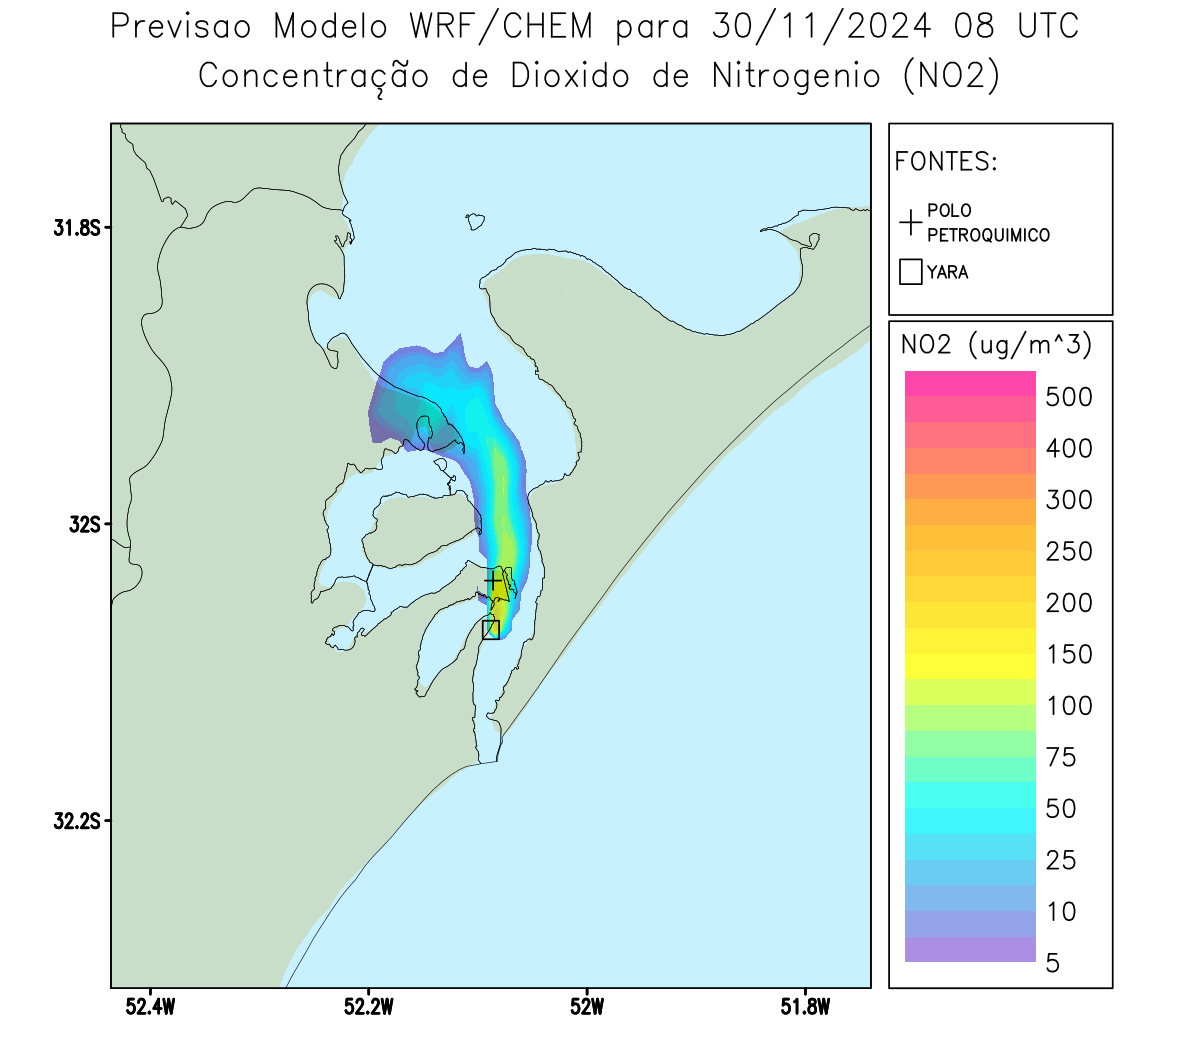 Previsao Modelo WRF/CHEM para 30/11/2024 08 UTC
Concentração de Dioxido de Nitrogenio (NO2)
FONTES:
POLO
PETROQUIMICO
YARA
NO2 (ug/m^3)
500
400
300
250
200
150
100
75
50
25
10
5
31.8S
32S
32.2S
52.4W
52.2W
52W
51.8W